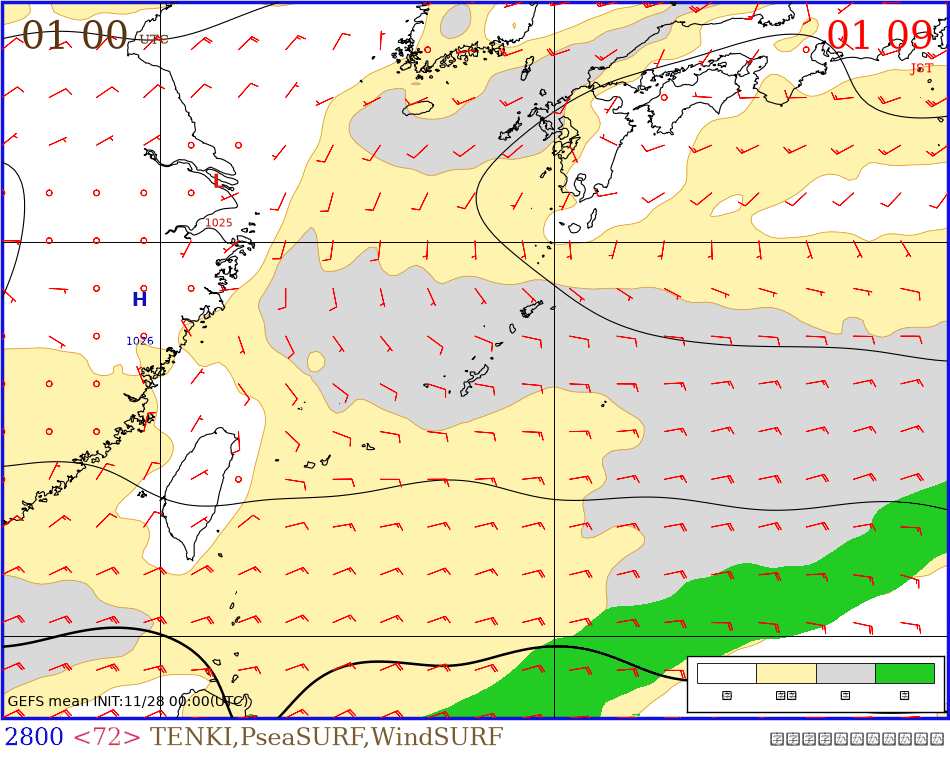 01 00 UTC
01 09
JST
L
1025
H
1026
GEFS mean INIT:11/28 00:00(UTC)
2800 <72> TENKI,PseaSURF,WindSURF